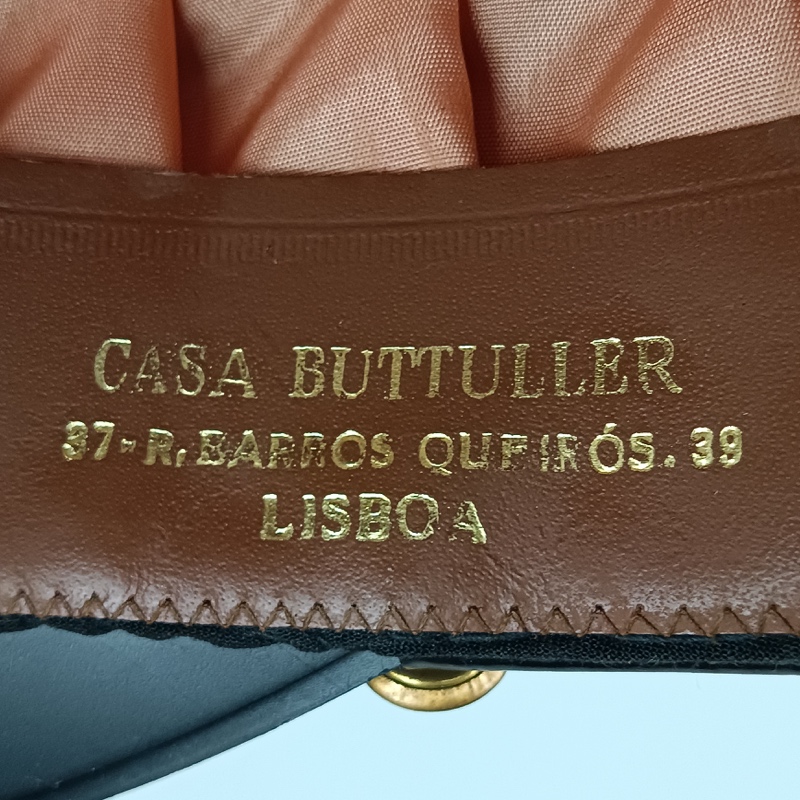 CASA BUTTULLER
37-R. BARROS QUEIRÓS. 39
LISBOA